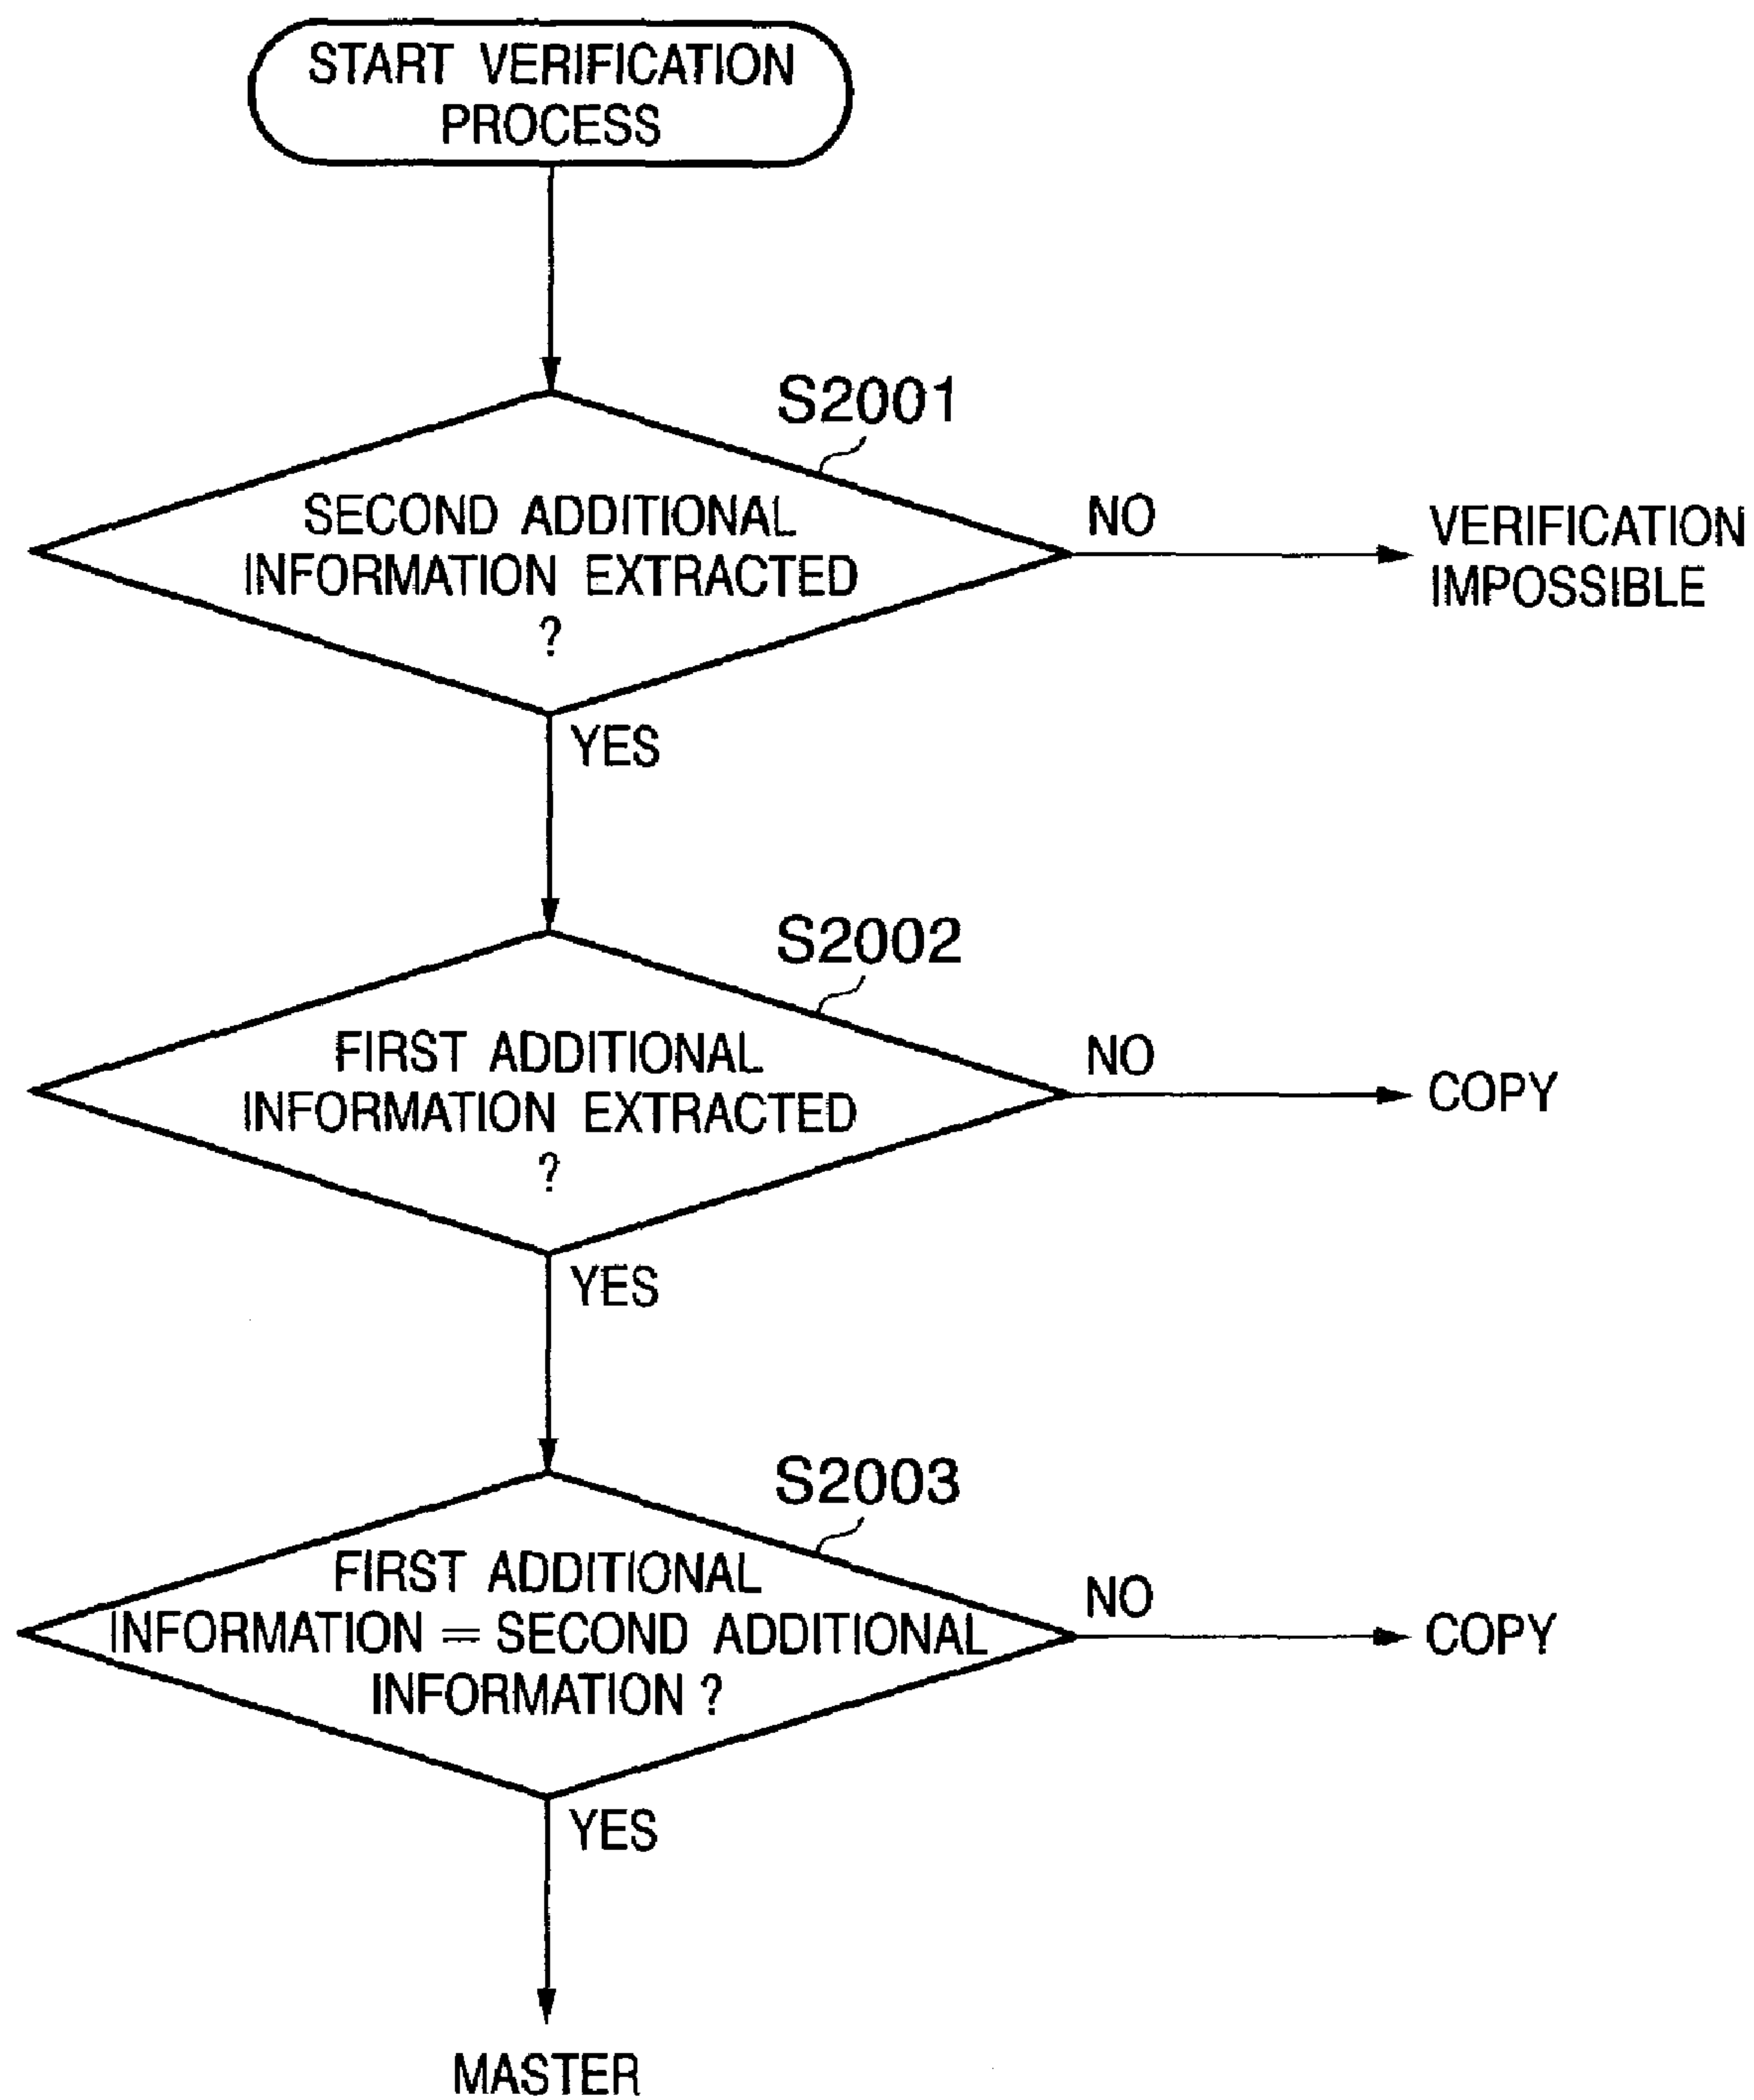 START VERIFICATION
PROCESS
S2001
SECOND ADDITIONAL
INFORMATION EXTRACTED
?
NO
VERIFICATION
IMPOSSIBLE
YES
S2002
FIRST ADDITIONAL
INFORMATION EXTRACTED
?
NO
COPY
YES
S2003
FIRST ADDITIONAL
INFORMATION = SECOND ADDITIONAL
INFORMATION ?
NO
COPY
YES
MASTER